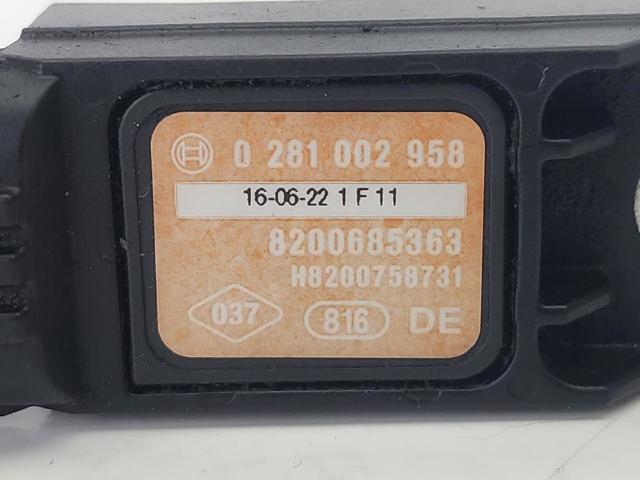 0 281 002 958
16-06-22 1 F 11
8200685363
H8200758731
037 816 DE